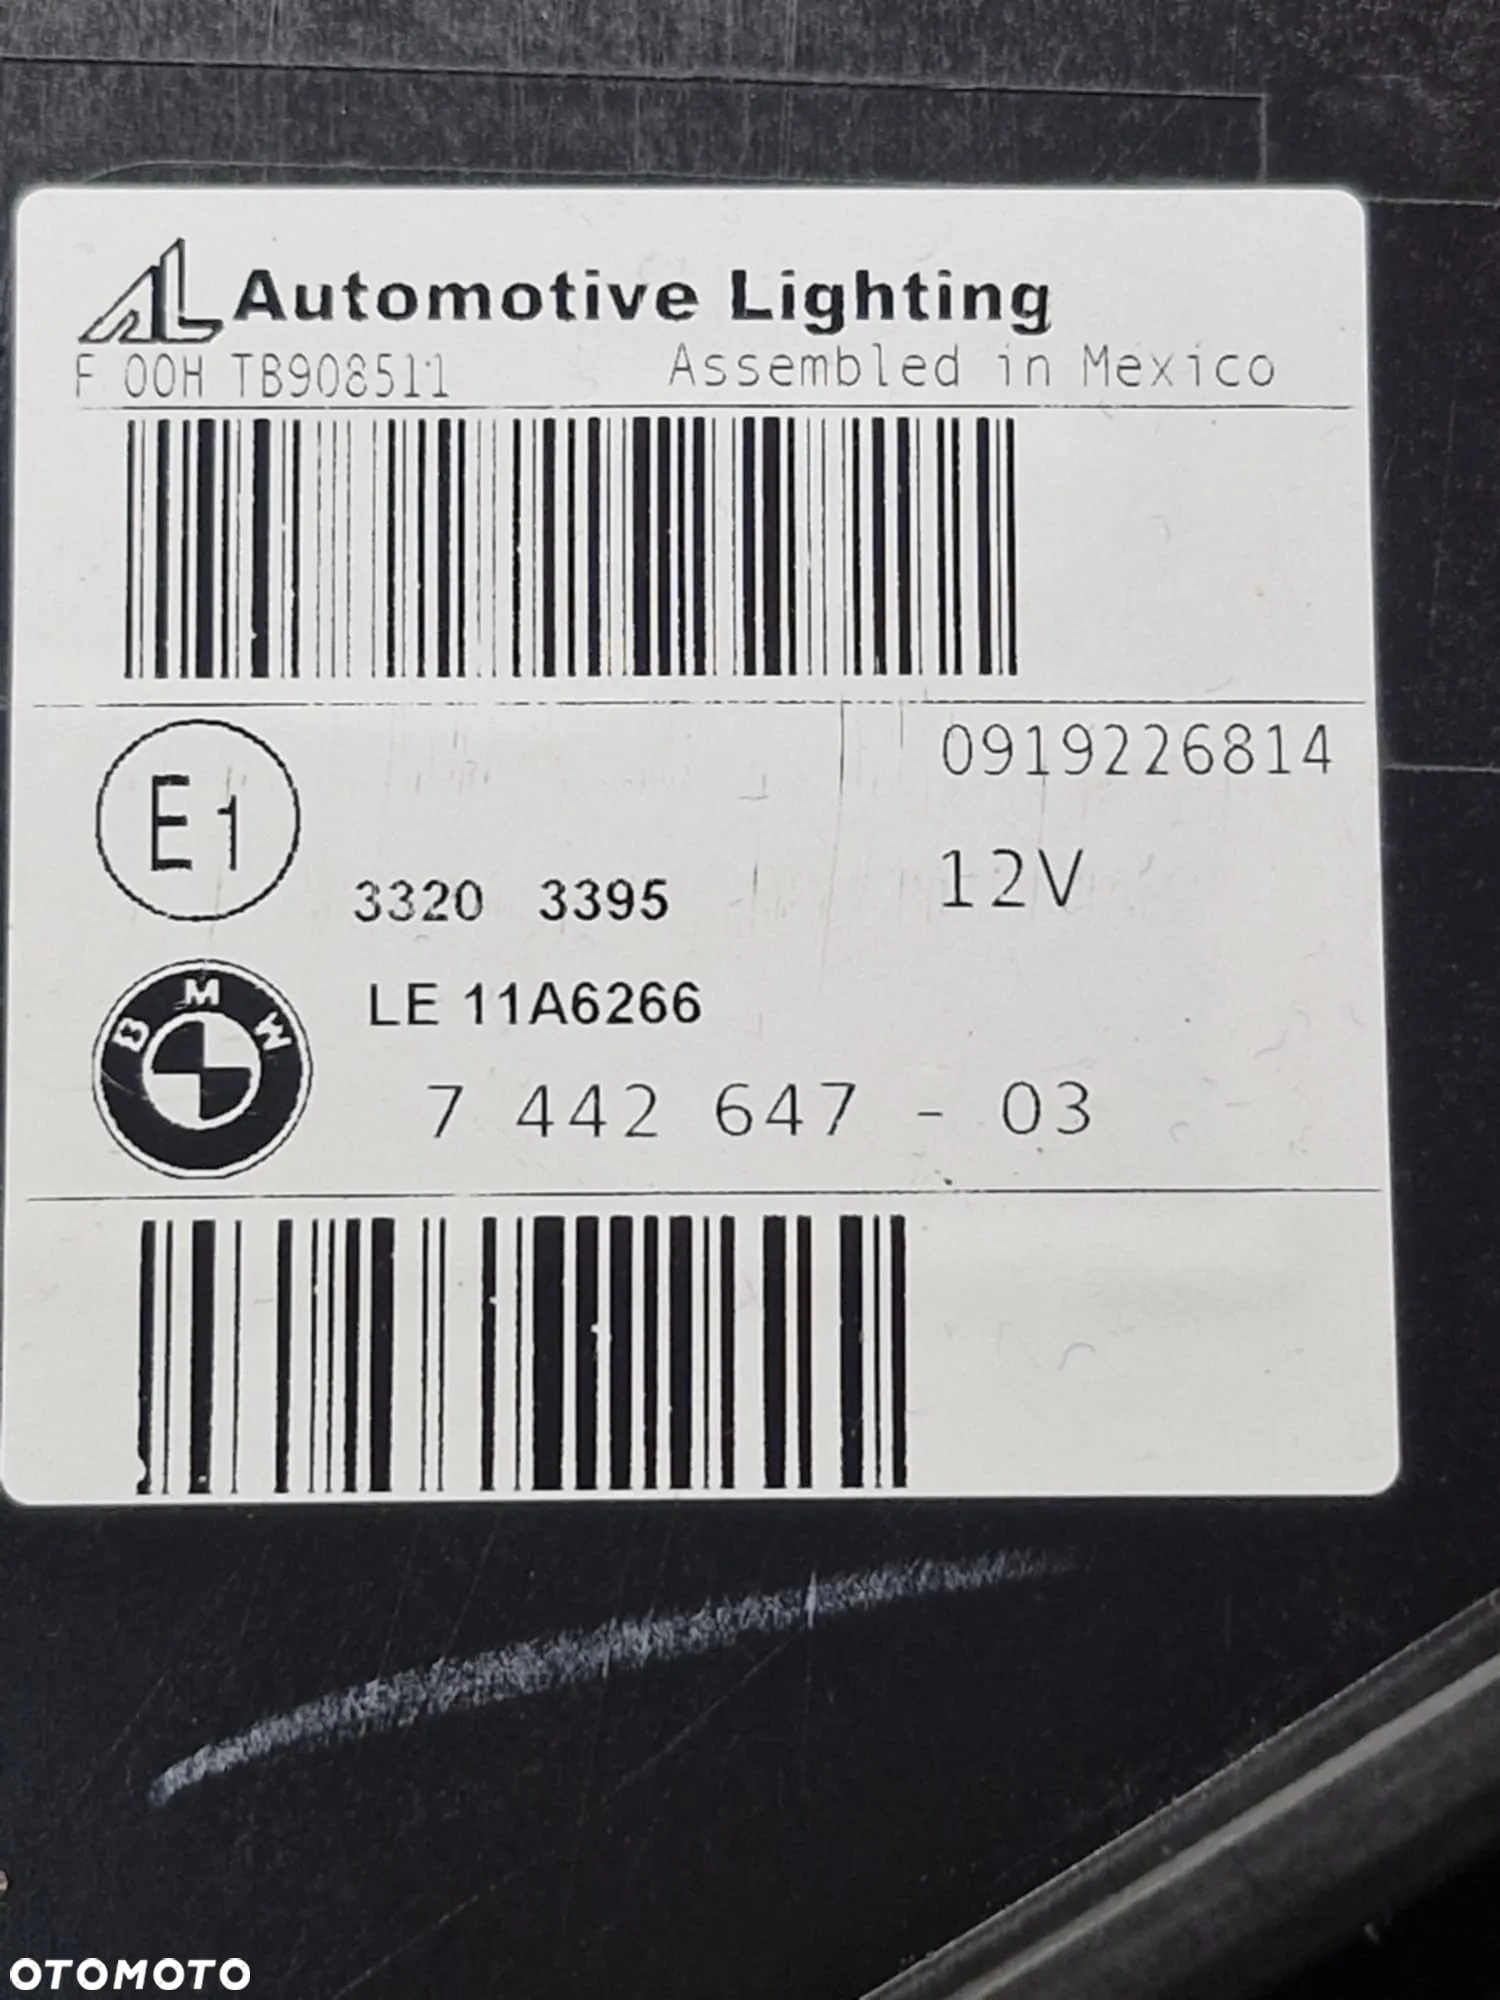 AL Automotive Lighting
F 00H TB908511 Assembled in Mexico
0919226814
E1
12V
3320 3395
LE 11A6266
BMW
7 442 647 - 03
OTOMOTO